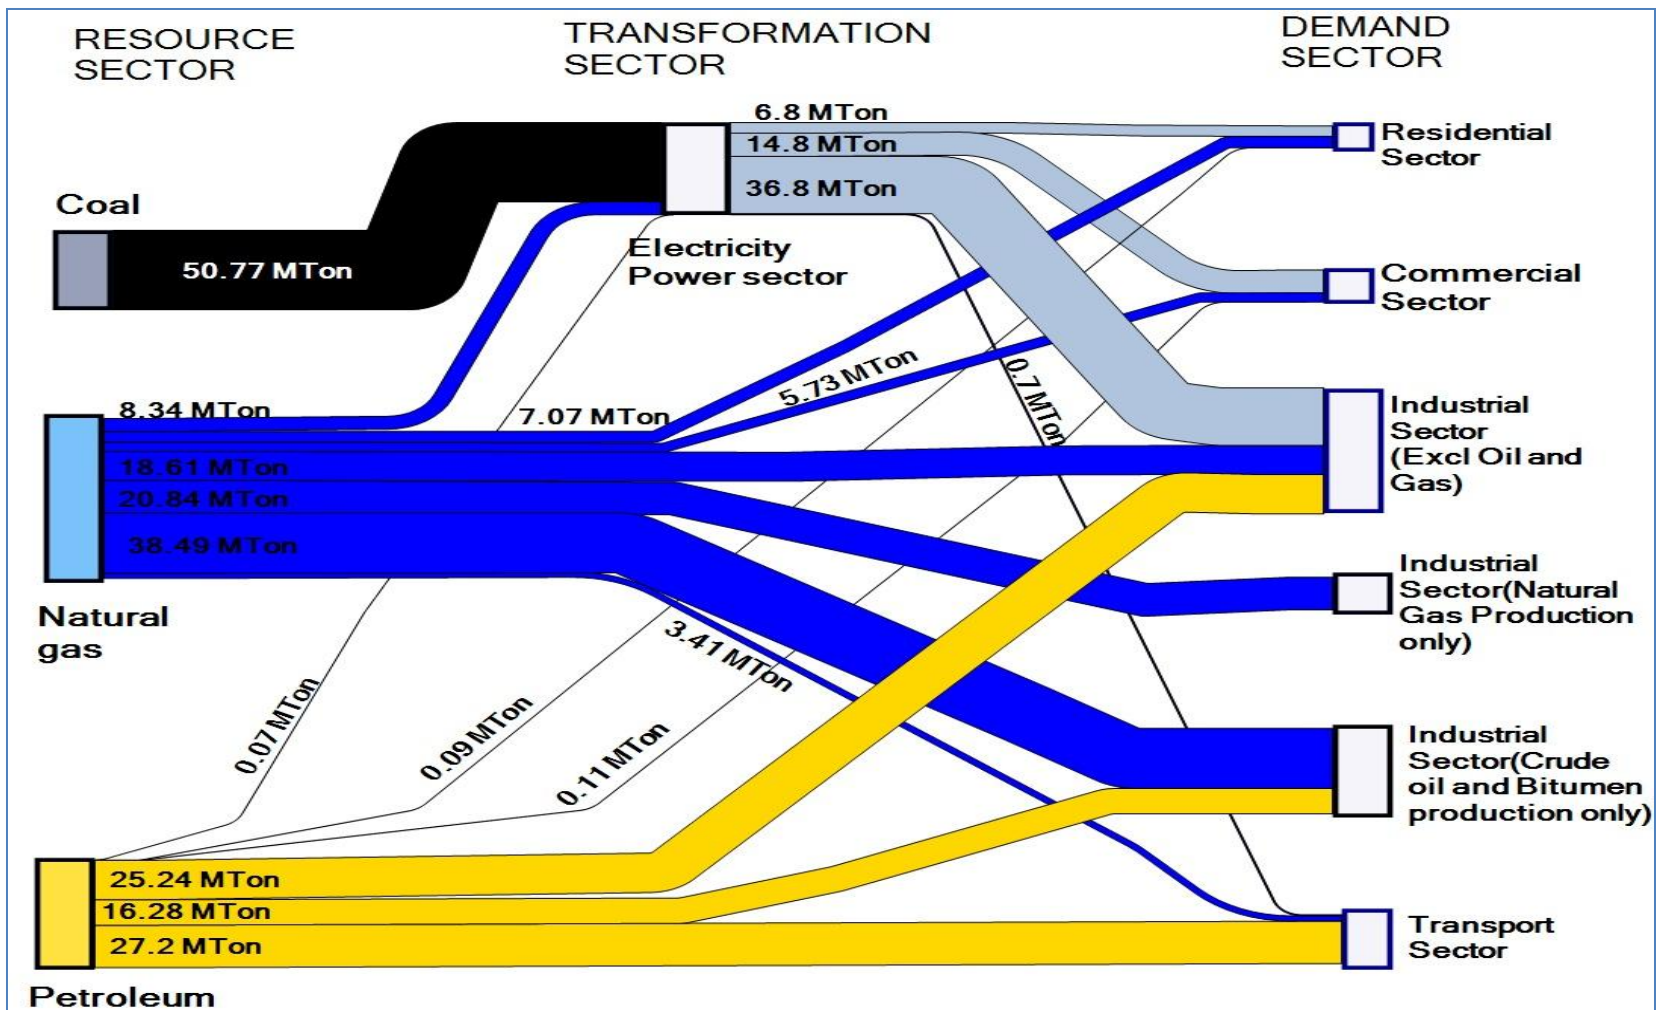 RESOURCE
SECTOR
TRANSFORMATION
SECTOR
DEMAND
SECTOR
6.8 MTon
14.8 MTon
36.8 MTon
Residential
Sector
Coal
50.77 MTon
Electricity
Power sector
Commercial
Sector
8.34 MTon
7.07 MTon
5.73 MTon
0.7 MTon
18.61 MTon
20.84 MTon
38.49 MTon
Industrial
Sector
(Excl Oil and
Gas)
Natural
gas
Industrial
Sector(Natural
Gas Production
only)
3.41 MTon
0.07 MTon
0.09 MTon
0.11 MTon
Industrial
Sector(Crude
oil and Bitumen
production only)
25.24 MTon
16.28 MTon
27.2 MTon
Transport
Sector
Petroleum